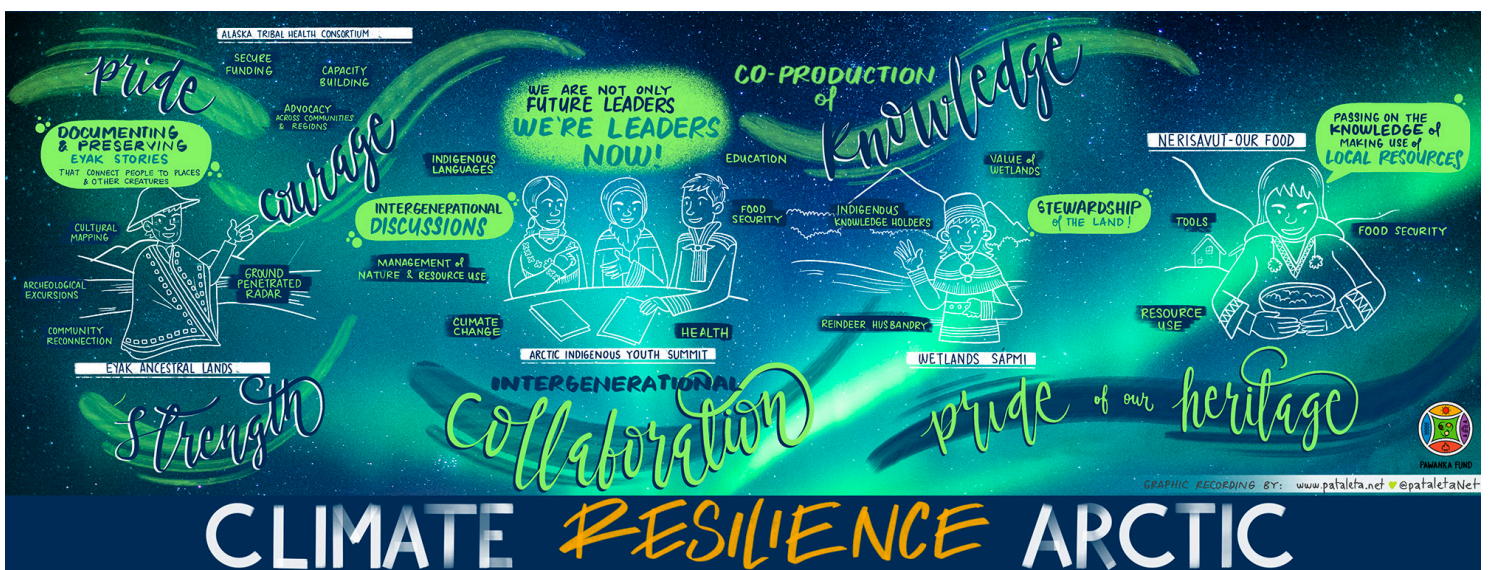 ALASKA TRIBAL HEALTH CONSORTIUM
pride
SECURE
FUNDING
CAPACITY
BUILDING
ADVOCACY
ACROSS COMMUNITIES
& REGIONS
DOCUMENTING
& PRESERVING
EYAK STORIES
THAT CONNECT PEOPLE TO PLACES
& OTHER CREATURES
courage
CULTURAL
MAPPING
ARCHEOLOGICAL
EXCURSIONS
GROUND
PENETRATED
RADAR
COMMUNITY
RECONNECTION
EYAK ANCESTRAL LANDS
strength
WE ARE NOT ONLY
FUTURE LEADERS
WE'RE LEADERS
NOW!
INDIGENOUS
LANGUAGES
INTERGENERATIONAL
DISCUSSIONS
MANAGEMENT of
NATURE & RESOURCE USE
CLIMATE
CHANGE
EDUCATION
FOOD
SECURITY
HEALTH
ARCTIC INDIGENOUS YOUTH SUMMIT
INTERGENERATIONAL
collaboration
CO-PRODUCTION
of
knowledge
VALUE of
WETLANDS
INDIGENOUS
KNOWLEDGE HOLDERS
STEWARDSHIP
of THE LAND!
REINDEER HUSBANDRY
WETLANDS SÁPMI
NERISAVUT-OUR FOOD
PASSING ON THE
KNOWLEDGE of
MAKING USE of
LOCAL RESOURCES
TOOLS
FOOD SECURITY
RESOURCE
USE
pride of our heritage
PAWANKA FUND
GRAPHIC RECORDING BY: www.pataleta.net @pataletaNet
CLIMATE RESILIENCE ARCTIC